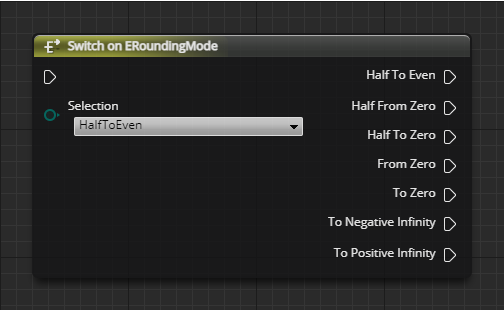 Switch on ERoundingMode
Half To Even
Selection
HalfToEven
Half From Zero
Half To Zero
From Zero
To Zero
To Negative Infinity
To Positive Infinity